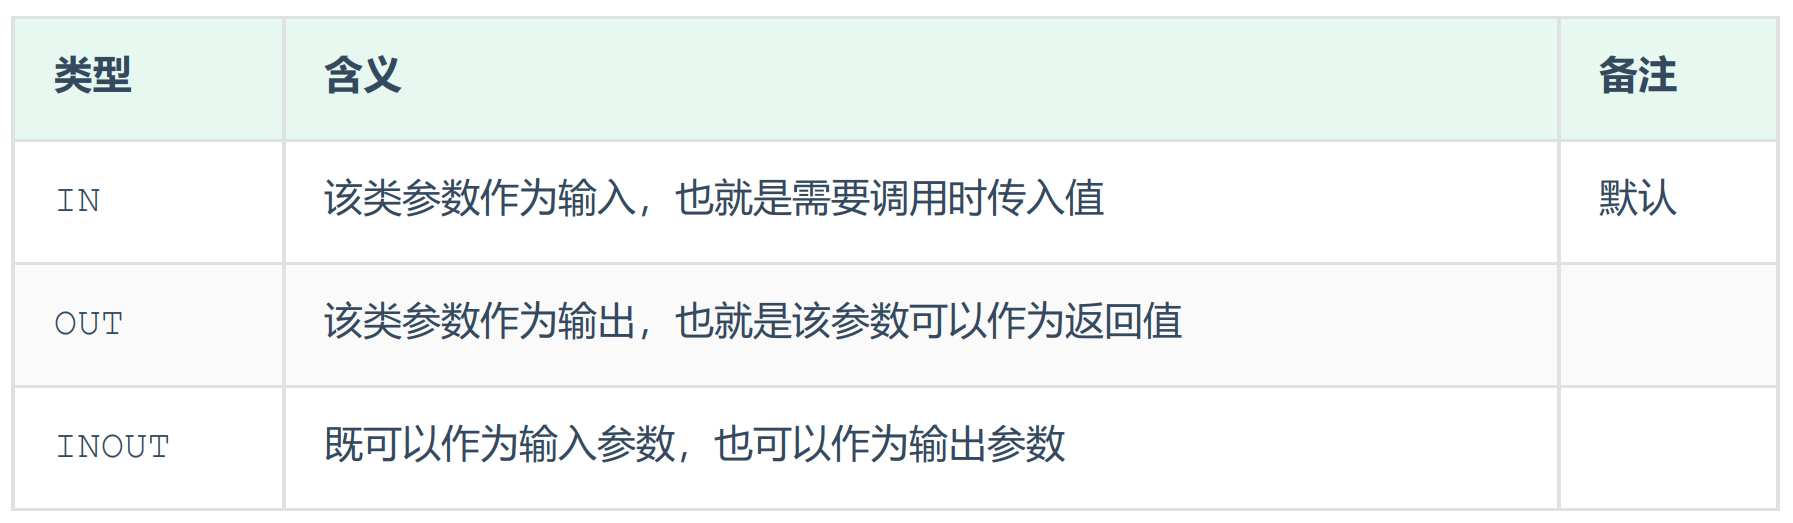 类型 含义 备注
IN 该类参数作为输入，也就是需要调用时传入值 默认
OUT 该类参数作为输出，也就是该参数可以作为返回值
INOUT 既可以作为输入参数，也可以作为输出参数